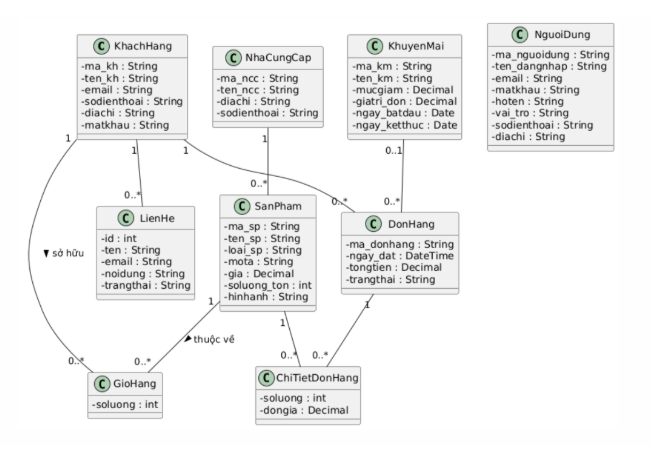 C KhachHang
-ma_kh : String
-ten_kh : String
-email : String
-sodienthoai : String
-diachi : String
-matkhau : String
C NhaCungCap
-ma_ncc : String
-ten_ncc : String
-diachi : String
-sodienthoai : String
C KhuyenMai
-ma_km : String
-ten_km : String
-mucgiam : Decimal
-giatri_don : Decimal
-ngay_batdau : Date
-ngay_ketthuc : Date
C NguoiDung
-ma_nguoidung : String
-ten_dangnhap : String
-email : String
-matkhau : String
-hoten : String
-vai_tro : String
-sodienthoai : String
-diachi : String
1
1
1
1
0..1
0..*
0..*
0..*
0..*
C LienHe
-id : int
-ten : String
-email : String
-noidung : String
-trangthai : String
C SanPham
-ma_sp : String
-ten_sp : String
-loai_sp : String
-mota : String
-gia : Decimal
-soluong_ton : int
-hinhanh : String
C DonHang
-ma_donhang : String
-ngay_dat : DateTime
-tongtien : Decimal
-trangthai : String
sở hữu
1
1
1
thuộc về
0..*
0..*
0..*
0..*
C GioHang
-soluong : int
C ChiTietDonHang
-soluong : int
-dongia : Decimal